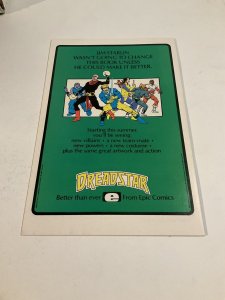 JIM STARLIN
WASN'T GOING TO CHANGE
THIS BOOK UNLESS
HE COULD MAKE IT BETTER.
Starting this summer,
you'll be seeing
new villains • a new team-mate •
new powers • a new costume •
plus the same great artwork and action
DREADSTAR
Better than ever From Epic Comics